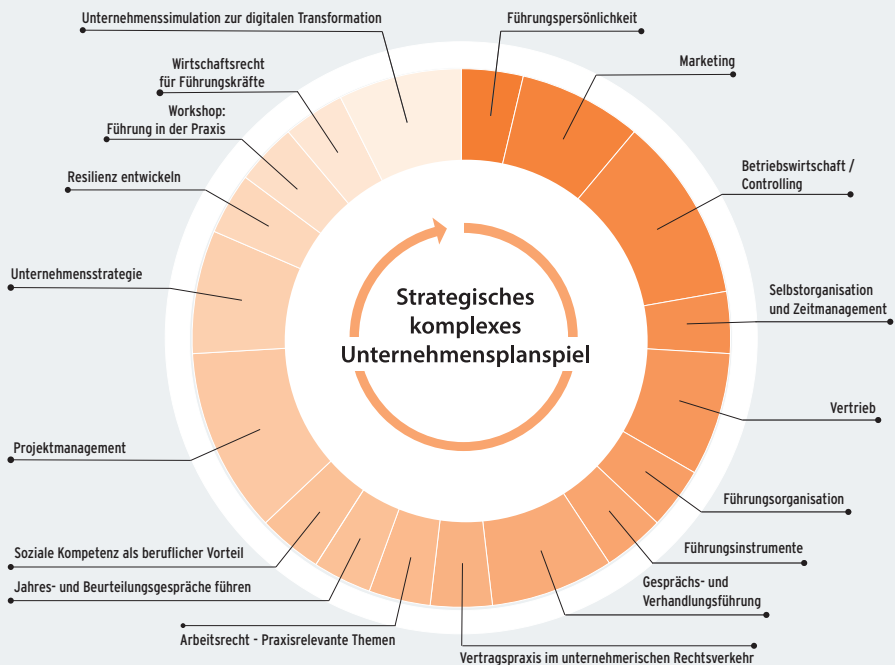 Unternehmenssimulation zur digitalen Transformation
Führungspersönlichkeit
Marketing
Wirtschaftsrecht
für Führungskräfte
Workshop:
Führung in der Praxis
Betriebswirtschaft /
Controlling
Resilienz entwickeln
Unternehmensstrategie
Selbstorganisation
und Zeitmanagement
Strategisches
komplexes
Unternehmensplanspiel
Vertrieb
Projektmanagement
Führungsorganisation
Führungsinstrumente
Soziale Kompetenz als beruflicher Vorteil
Jahres- und Beurteilungsgespräche führen
Gesprächs- und
Verhandlungsführung
Arbeitsrecht - Praxisrelevante Themen
Vertragspraxis im unternehmerischen Rechtsverkehr